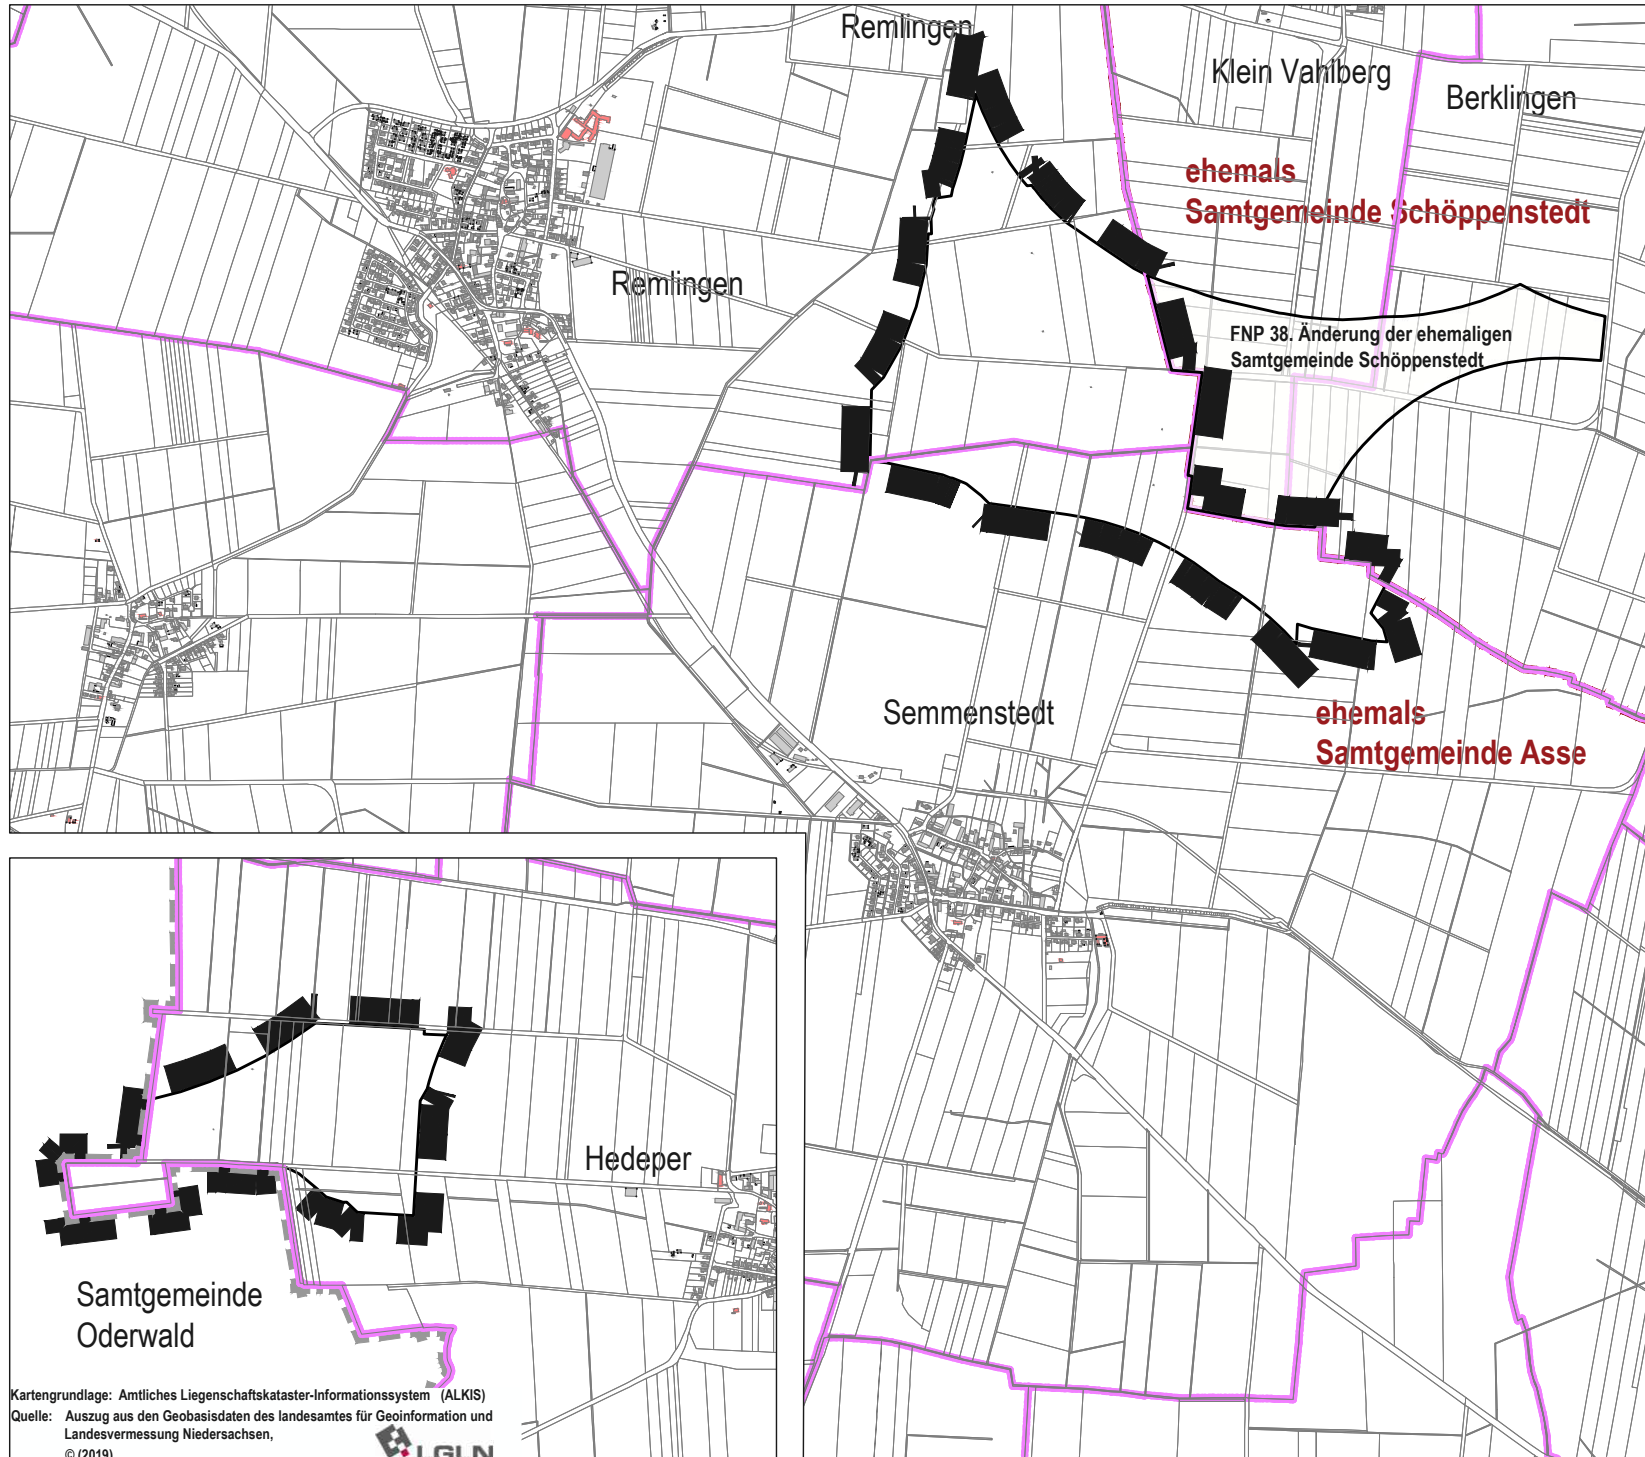 Remlingen
Klein Vahlberg
Berklingen
ehemals
Samtgemeinde Schöppenstedt
Remlingen
FNP 38. Änderung der ehemaligen
Samtgemeinde Schöppenstedt
Semmenstedt
ehemals
Samtgemeinde Asse
Hedeper
Samtgemeinde
Oderwald
Kartengrundlage: Amtliches Liegenschaftskataster-Informationssystem (ALKIS)
Quelle: Auszug aus den Geobasisdaten des landesamtes für Geoinformation und
Landesvermessung Niedersachsen,
© (2019)
LGLN